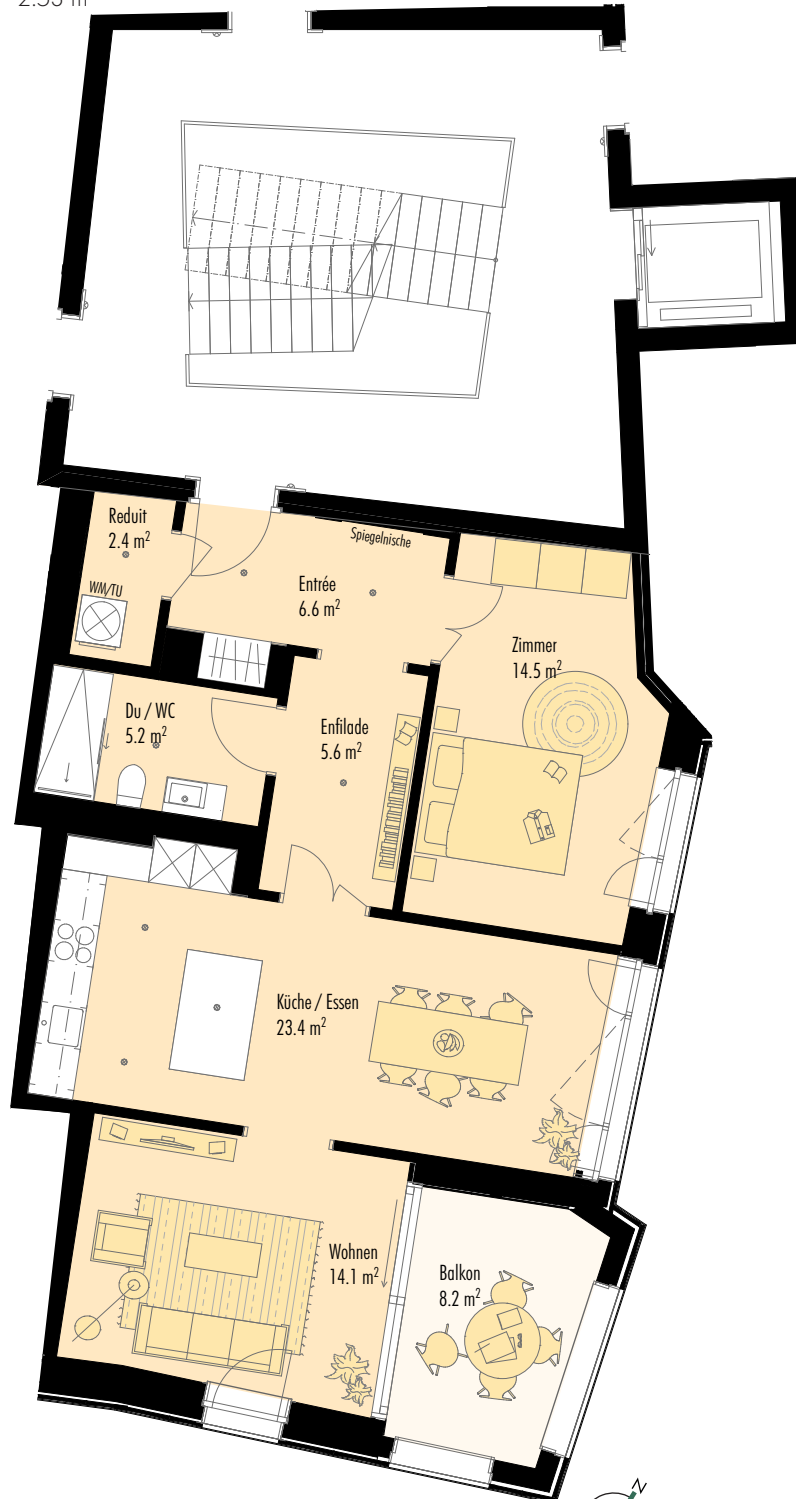 Reduit
2.4 m²
Spiegelnische
WM/TU
Entrée
6.6 m²
Zimmer
14.5 m²
Du / WC
5.2 m²
Enfilade
5.6 m²
Küche / Essen
23.4 m²
Wohnen
14.1 m²
Balkon
8.2 m²
N